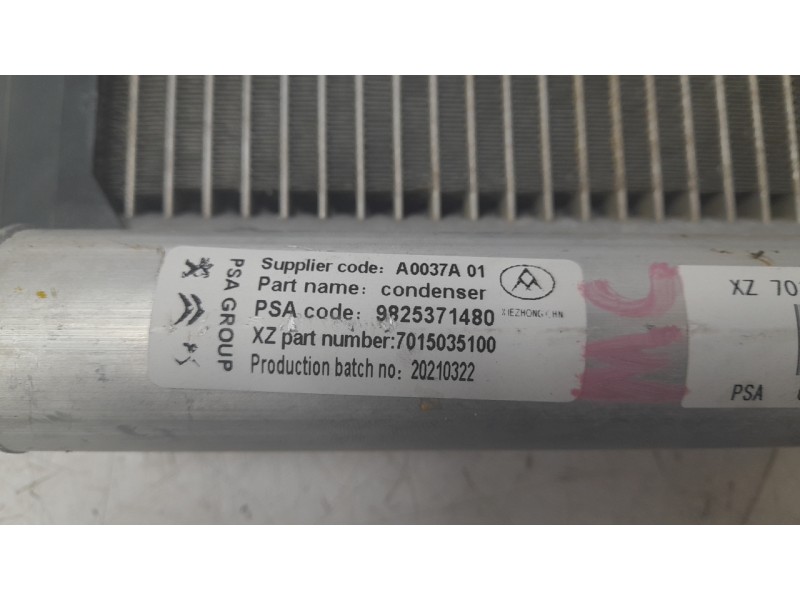 PSA GROUP
Supplier code: A0037A 01
Part name: condenser
PSA code: 9825371480
XZ part number:7015035100
Production batch no: 20210322
XZ 701
PSA